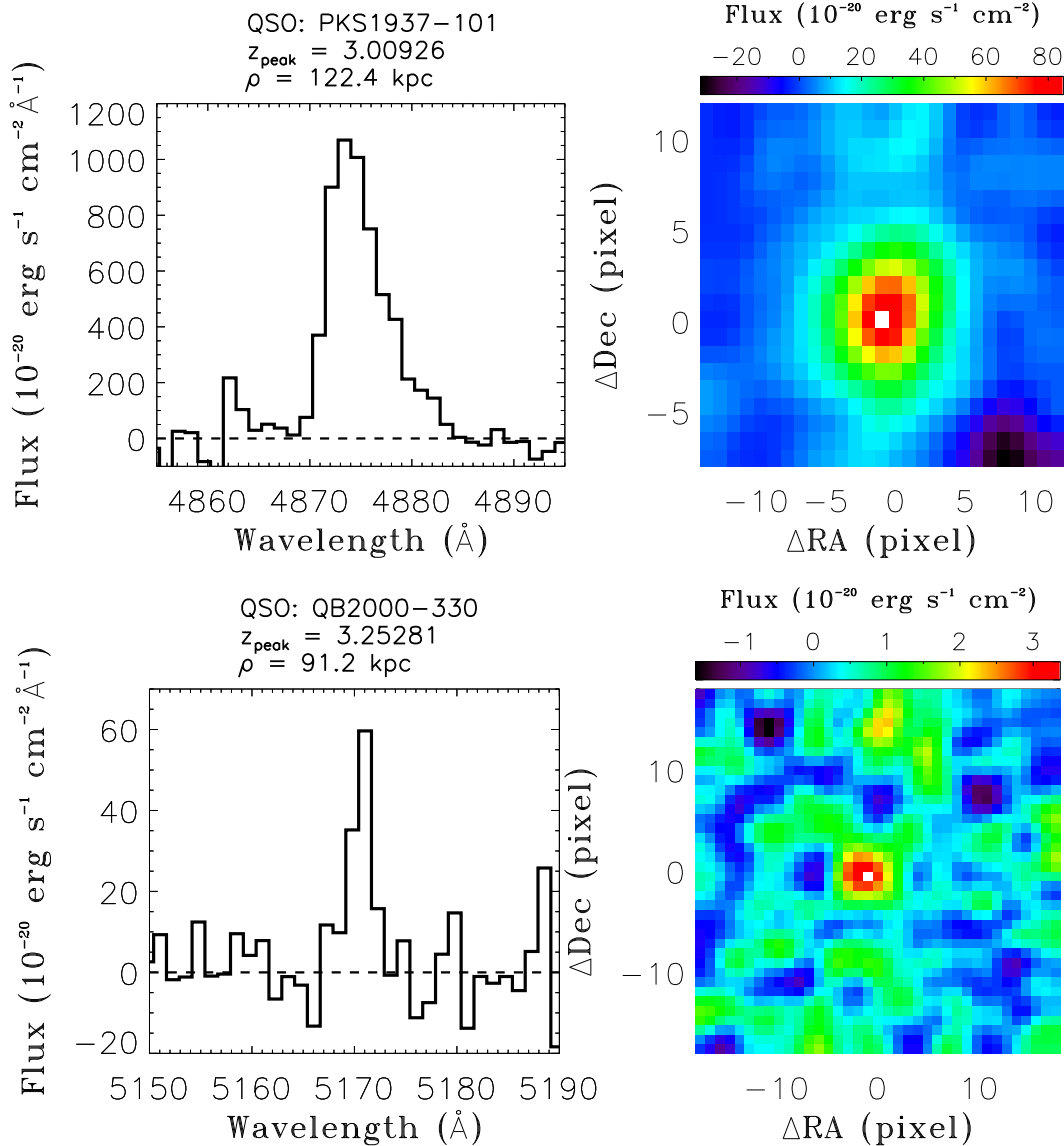 QSO: PKS1937−101
z_peak = 3.00926
ρ = 122.4 kpc
Flux (10⁻²⁰ erg s⁻¹ cm⁻² Å⁻¹)
1200
1000
800
600
400
200
0
4860 4870 4880 4890
Wavelength (Å)
Flux (10⁻²⁰ erg s⁻¹ cm⁻²)
−20 0 20 40 60 80
ΔDec (pixel)
10
5
0
−5
−10 −5 0 5 10
ΔRA (pixel)
QSO: QB2000−330
z_peak = 3.25281
ρ = 91.2 kpc
Flux (10⁻²⁰ erg s⁻¹ cm⁻² Å⁻¹)
60
40
20
0
−20
5150 5160 5170 5180 5190
Wavelength (Å)
Flux (10⁻²⁰ erg s⁻¹ cm⁻²)
−1 0 1 2 3
ΔDec (pixel)
10
0
−10
−10 0 10
ΔRA (pixel)